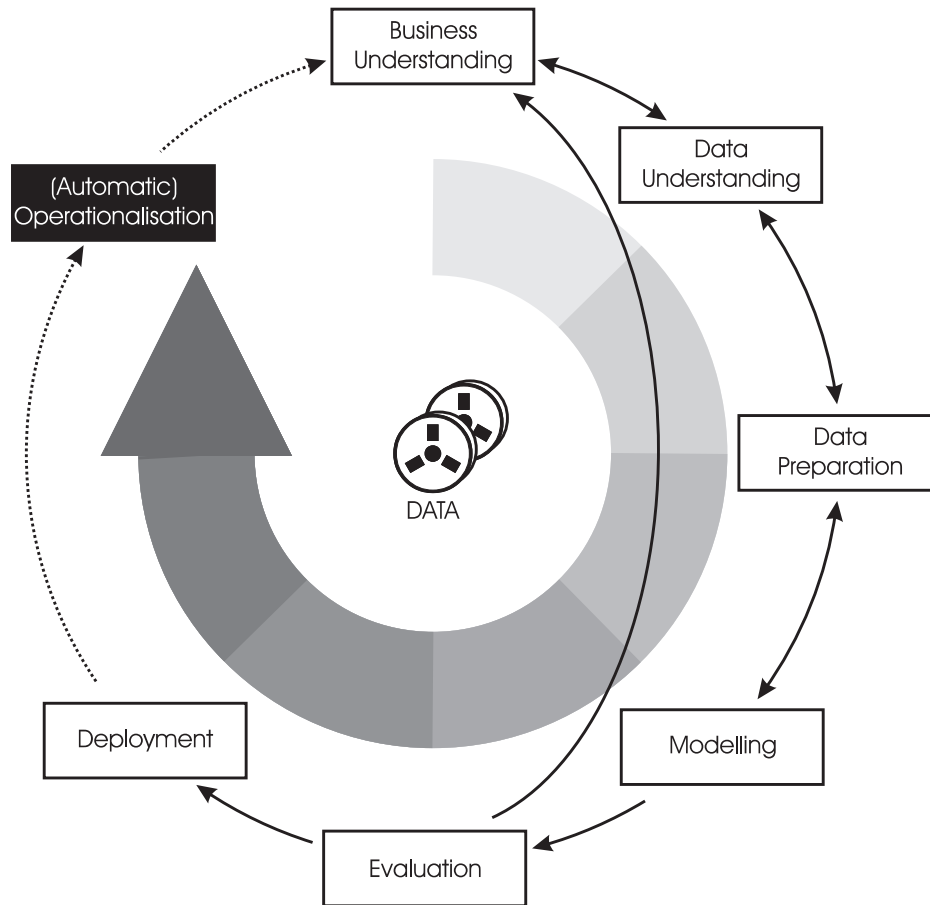 Business
Understanding
Data
Understanding
(Automatic)
Operationalisation
Data
Preparation
DATA
Modelling
Deployment
Evaluation